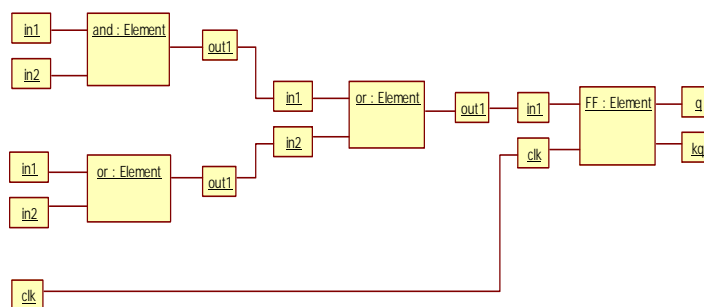 in1
and : Element
out1
in2
in1
or : Element
out1
in1
FF : Element
q
in2
clk
kq
in1
or : Element
out1
in2
clk